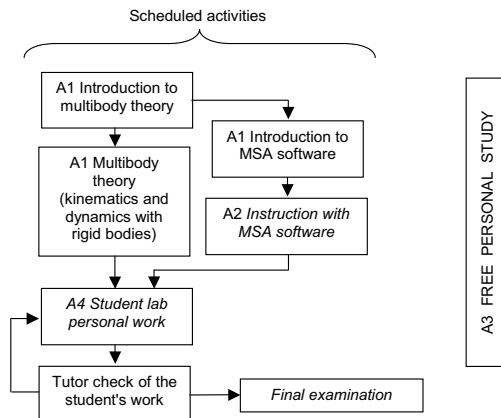 Scheduled activities
A1 Introduction to
multibody theory
A1 Introduction to
MSA software
A1 Multibody
theory
(kinematics and
dynamics with
rigid bodies)
A2 Instruction with
MSA software
A4 Student lab
personal work
Tutor check of the
student's work
Final examination
A3 FREE PERSONAL STUDY